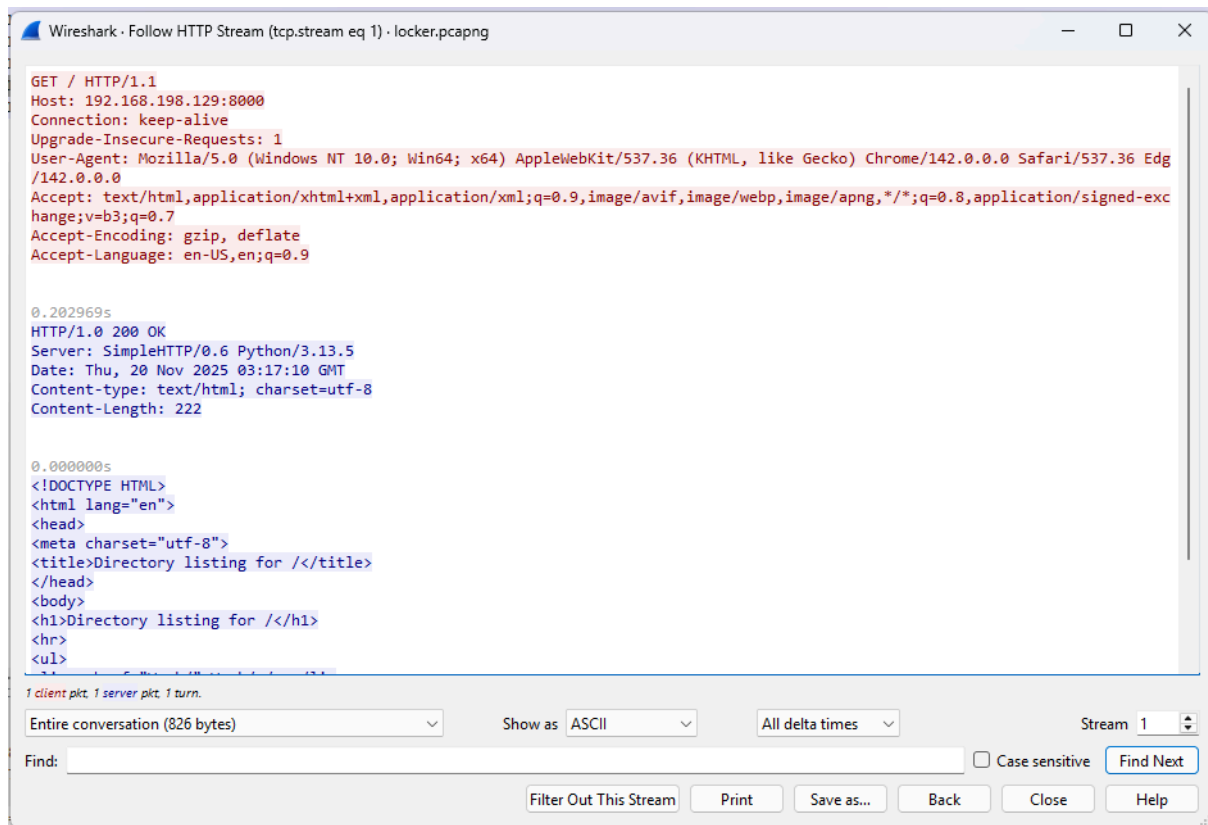 Wireshark · Follow HTTP Stream (tcp.stream eq 1) · locker.pcapng
GET / HTTP/1.1
Host: 192.168.198.129:8000
Connection: keep-alive
Upgrade-Insecure-Requests: 1
User-Agent: Mozilla/5.0 (Windows NT 10.0; Win64; x64) AppleWebKit/537.36 (KHTML, like Gecko) Chrome/142.0.0.0 Safari/537.36 Edg
/142.0.0.0
Accept: text/html,application/xhtml+xml,application/xml;q=0.9,image/avif,image/webp,image/apng,*/*;q=0.8,application/signed-exc
hange;v=b3;q=0.7
Accept-Encoding: gzip, deflate
Accept-Language: en-US,en;q=0.9
0.202969s
HTTP/1.0 200 OK
Server: SimpleHTTP/0.6 Python/3.13.5
Date: Thu, 20 Nov 2025 03:17:10 GMT
Content-type: text/html; charset=utf-8
Content-Length: 222
0.000000s
<!DOCTYPE HTML>
<html lang="en">
<head>
<meta charset="utf-8">
<title>Directory listing for /</title>
</head>
<body>
<h1>Directory listing for /</h1>
<hr>
<ul>
1 client pkt, 1 server pkt, 1 turn.
Entire conversation (826 bytes) Show as ASCII All delta times Stream 1
Find: Case sensitive Find Next
Filter Out This Stream Print Save as... Back Close Help